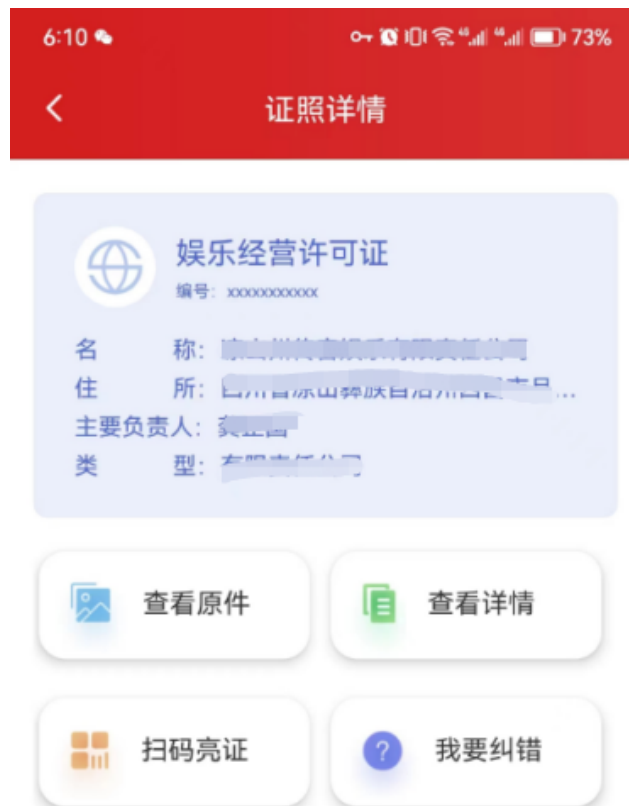 6:10
4G 4G 73%
证照详情
娱乐经营许可证
编号: xxxxxxxxxxx
名 称:
住 所: ...
主要负责人:
类 型:
查看原件
查看详情
扫码亮证
我要纠错